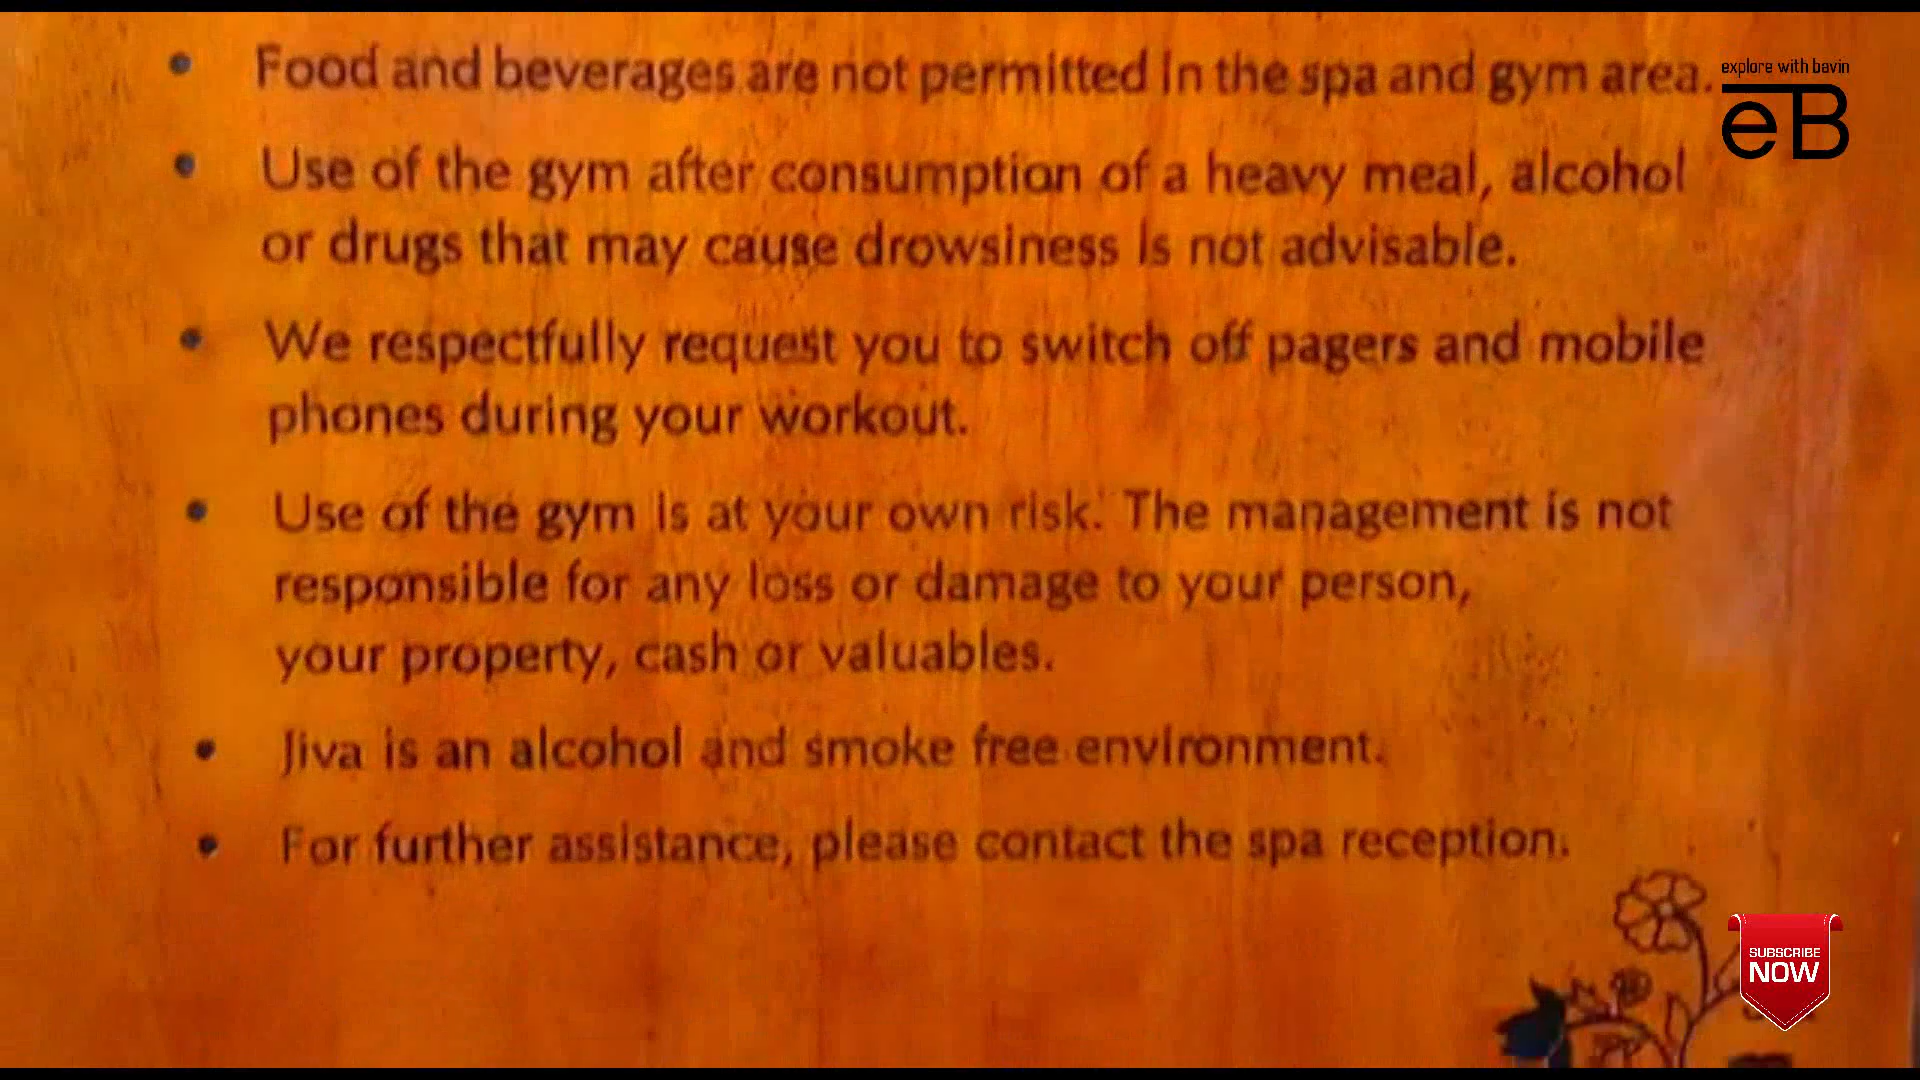 • Food and beverages are not permitted in the spa and gym area.
explore with bavin
eB
• Use of the gym after consumption of a heavy meal, alcohol
or drugs that may cause drowsiness is not advisable.
• We respectfully request you to switch off pagers and mobile
phones during your workout.
• Use of the gym is at your own risk. The management is not
responsible for any loss or damage to your person,
your property, cash or valuables.
• Jiva is an alcohol and smoke free environment.
• For further assistance, please contact the spa reception.
SUBSCRIBE
NOW